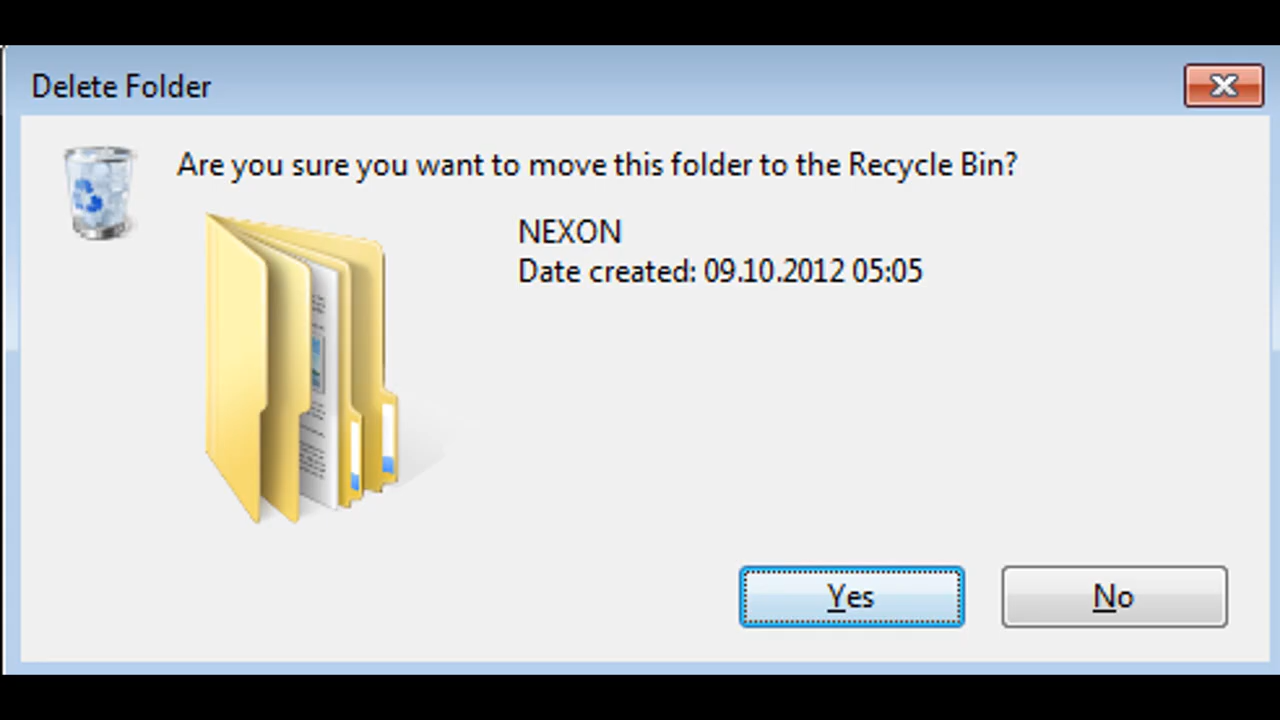 Delete Folder
Are you sure you want to move this folder to the Recycle Bin?
NEXON
Date created: 09.10.2012 05:05
Yes
No